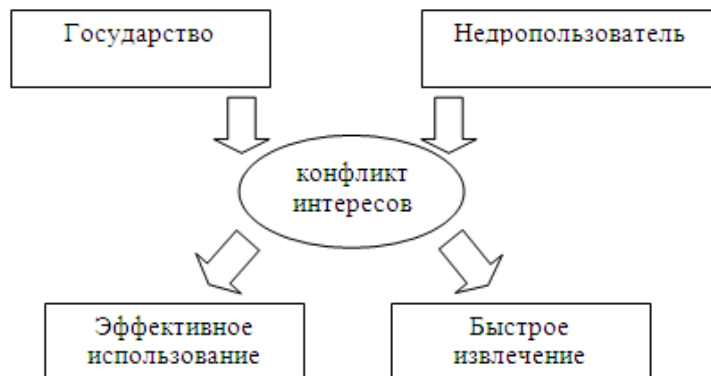 Государство
Недропользователь
конфликт
интересов
Эффективное
использование
Быстрое
извлечение